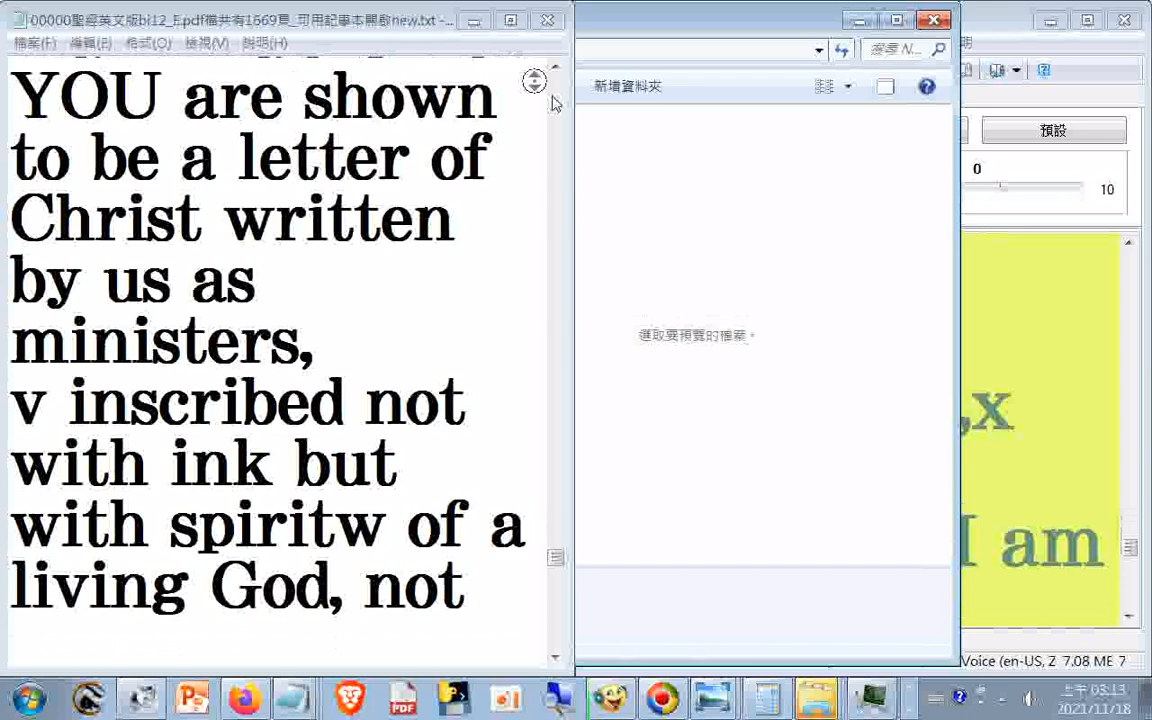 00000聖經英文版bi12_E.pdf檔共有1669頁_可用記事本開啟new.txt -...
檔案(F) 編輯(E) 格式(O) 檢視(V) 說明(H)
YOU are shown
to be a letter of
Christ written
by us as
ministers,
v inscribed not
with ink but
with spiritw of a
living God, not
搜尋 N...
新增資料夾
選取要預覽的檔案。
明
預設
0
10
,x
I am
Voice (en-US, Z 7.08 ME 7
上午 03:13
2021/11/18